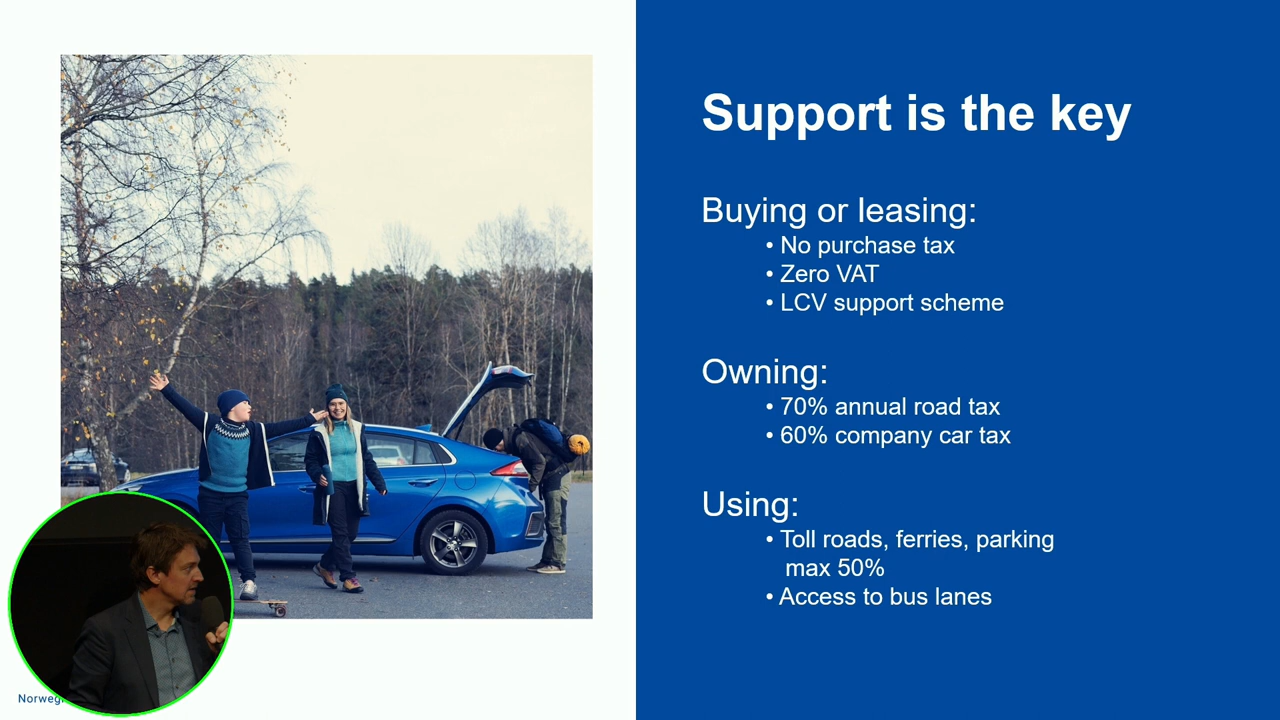 Support is the key
Buying or leasing:
• No purchase tax
• Zero VAT
• LCV support scheme
Owning:
• 70% annual road tax
• 60% company car tax
Using:
• Toll roads, ferries, parking
max 50%
• Access to bus lanes